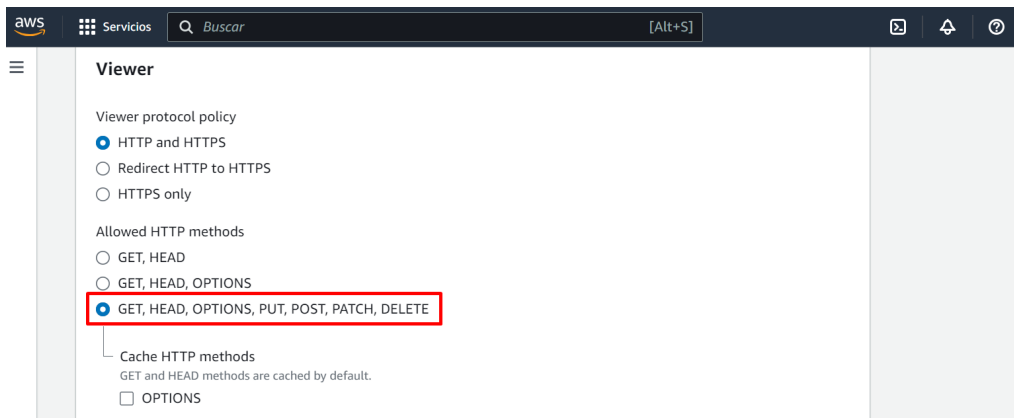 aws Servicios Buscar [Alt+S]
Viewer
Viewer protocol policy
HTTP and HTTPS
Redirect HTTP to HTTPS
HTTPS only
Allowed HTTP methods
GET, HEAD
GET, HEAD, OPTIONS
GET, HEAD, OPTIONS, PUT, POST, PATCH, DELETE
Cache HTTP methods
GET and HEAD methods are cached by default.
OPTIONS